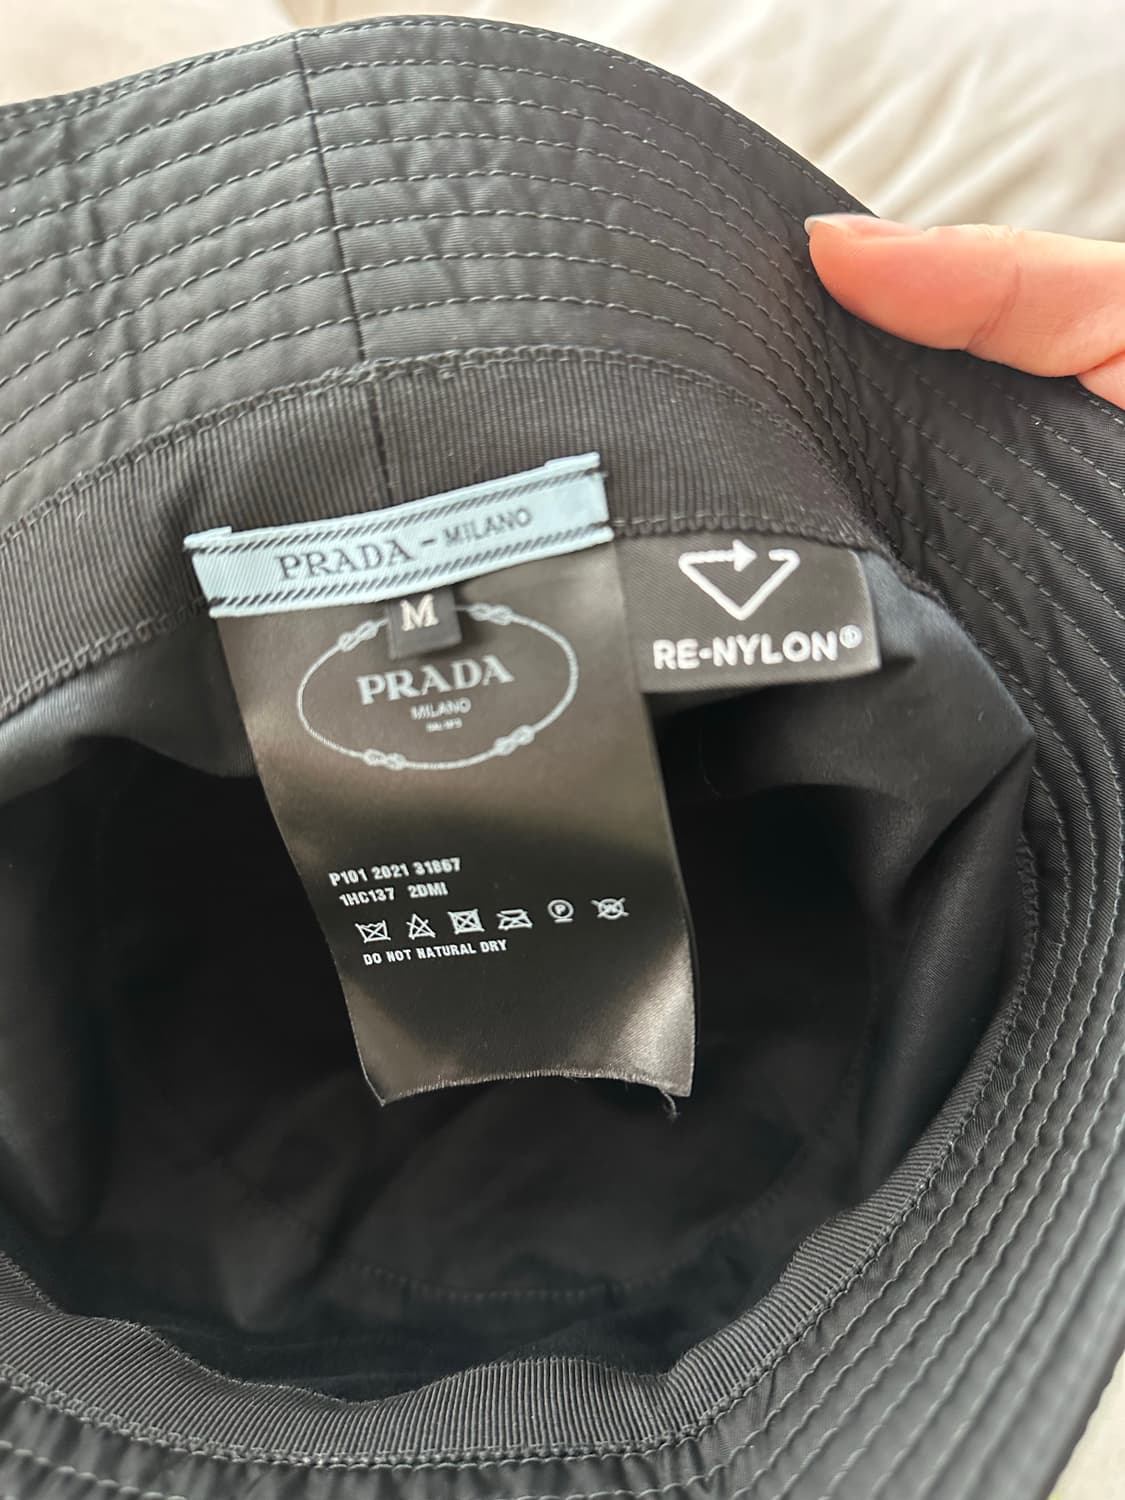 PRADA - MILANO
M
PRADA
MILANO
RE-NYLON®
P101 2021 31867
1HC137 2DMI
P
DO NOT NATURAL DRY